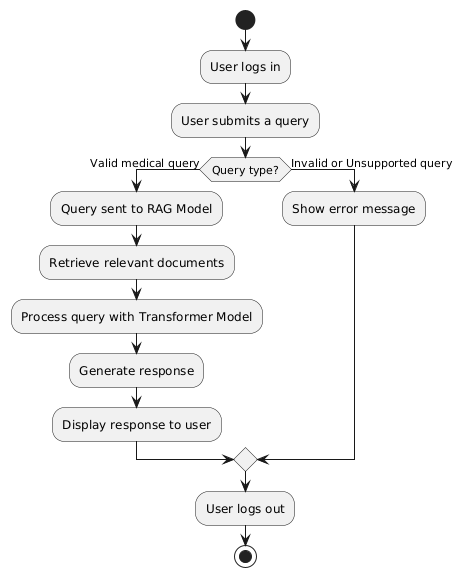 User logs in
User submits a query
Query type?
Valid medical query
Invalid or Unsupported query
Query sent to RAG Model
Show error message
Retrieve relevant documents
Process query with Transformer Model
Generate response
Display response to user
User logs out